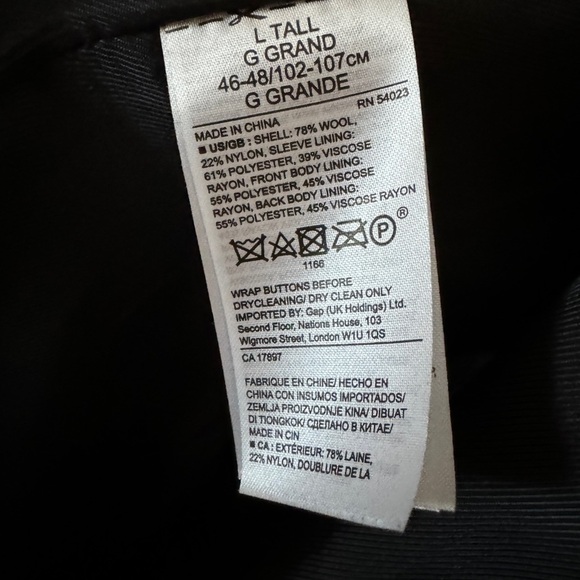 L TALL
G GRAND
46-48/102-107CM
G GRANDE
RN 54023
MADE IN CHINA
■ US/GB : SHELL: 78% WOOL,
22% NYLON, SLEEVE LINING:
61% POLYESTER, 39% VISCOSE
RAYON, FRONT BODY LINING:
55% POLYESTER, 45% VISCOSE
RAYON, BACK BODY LINING:
55% POLYESTER, 45% VISCOSE RAYON
P ®
1166
WRAP BUTTONS BEFORE
DRYCLEANING/ DRY CLEAN ONLY
IMPORTED BY: Gap (UK Holdings) Ltd.
Second Floor, Nations House, 103
Wigmore Street, London W1U 1QS
CA 17897
FABRIQUE EN CHINE/ HECHO EN
CHINA CON INSUMOS IMPORTADOS/
ZEMLJA PROIZVODNJE KINA/ DIBUAT
DI TIONGKOK/ СДЕЛАНО В КИТАЕ/
MADE IN CIN
■ CA : EXTÉRIEUR: 78% LAINE,
22% NYLON, DOUBLURE DE LA